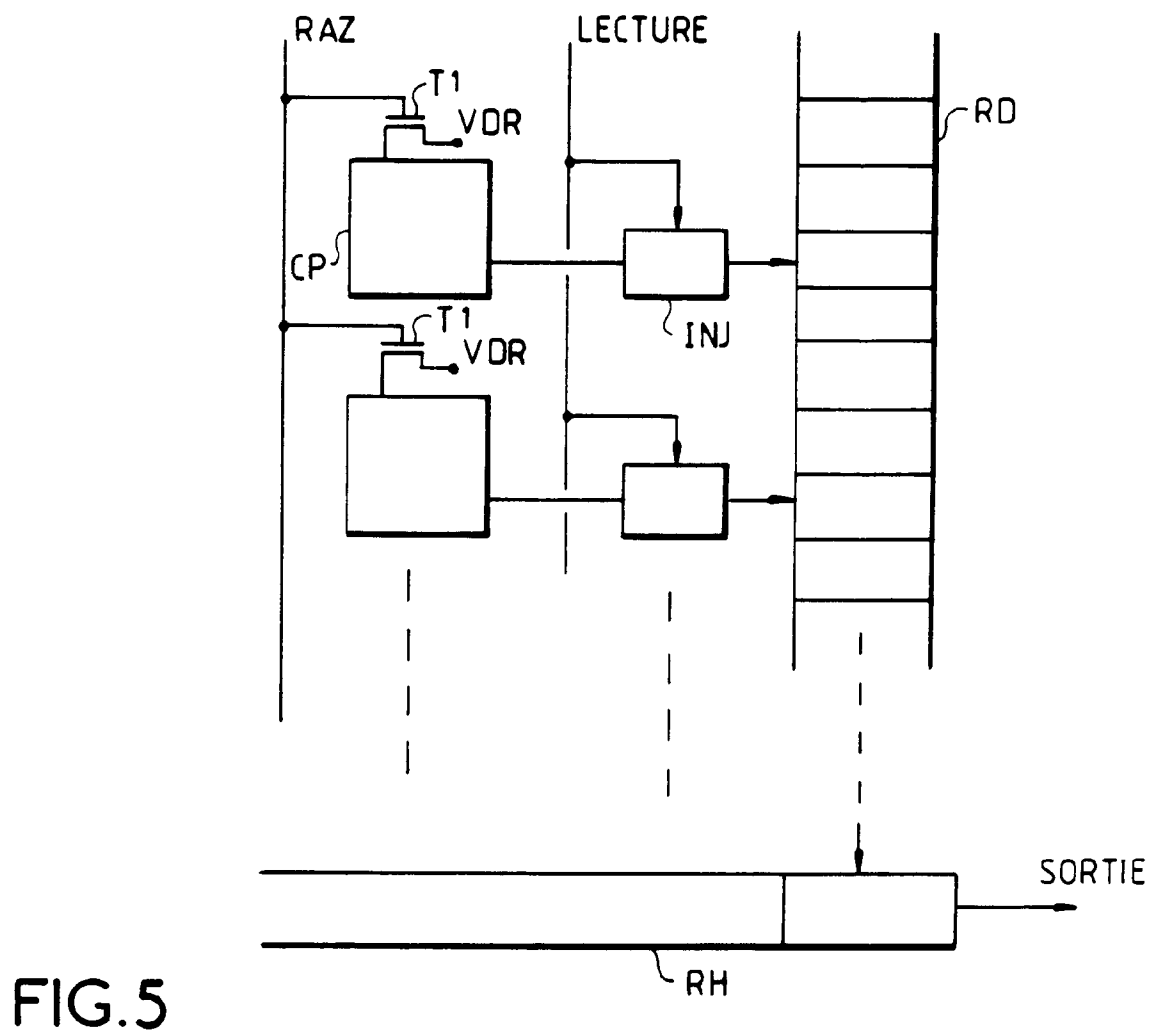 RAZ
LECTURE
T1
VDR
RD
CP
INJ
T1
VDR
SORTIE
RH
FIG.5